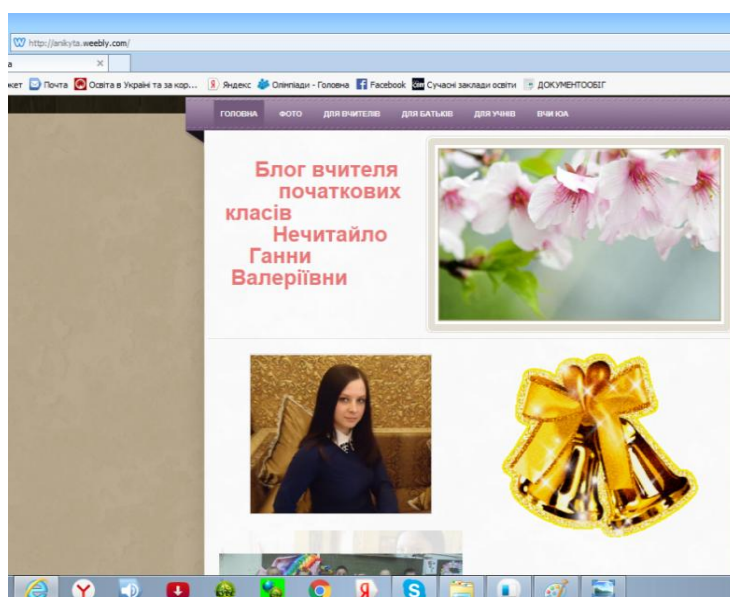 http://anikyta.weebly.com/
а
кет Почта Освіта в Україні та за кор... Яндекс Олімпіади - Головна Facebook Сучасні заклади освіти ДОКУМЕНТООБІГ
ГОЛОВНА ФОТО ДЛЯ ВЧИТЕЛІВ ДЛЯ БАТЬКІВ ДЛЯ УЧНІВ ВЧИ ЮА
Блог вчителя
початкових
класів
Нечитайло
Ганни
Валеріївни